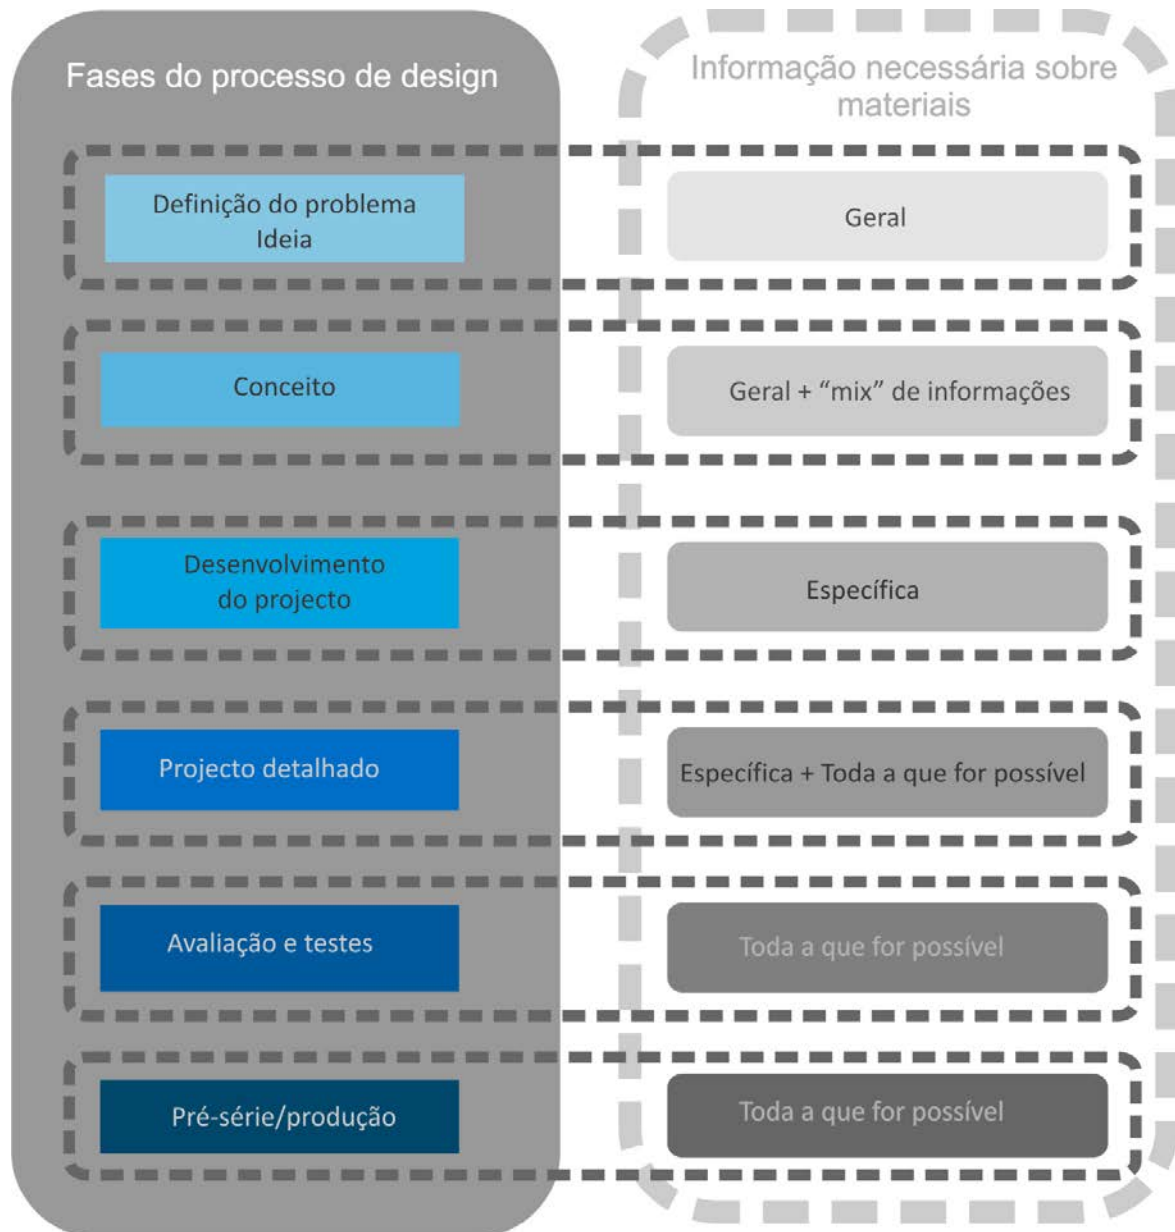 Fases do processo de design
Informação necessária sobre
materiais
Definição do problema
Ideia
Geral
Conceito
Geral + “mix” de informações
Desenvolvimento
do projecto
Específica
Projecto detalhado
Específica + Toda a que for possível
Avaliação e testes
Toda a que for possível
Pré-série/produção
Toda a que for possível